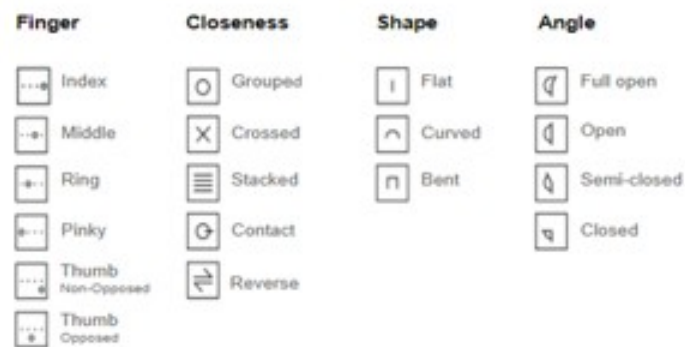 Finger
Index
Middle
Ring
Pinky
Thumb
Non-Opposed
Thumb
Opposed
Closeness
Grouped
Crossed
Stacked
Contact
Reverse
Shape
Flat
Curved
Bent
Angle
Full open
Open
Semi-closed
Closed